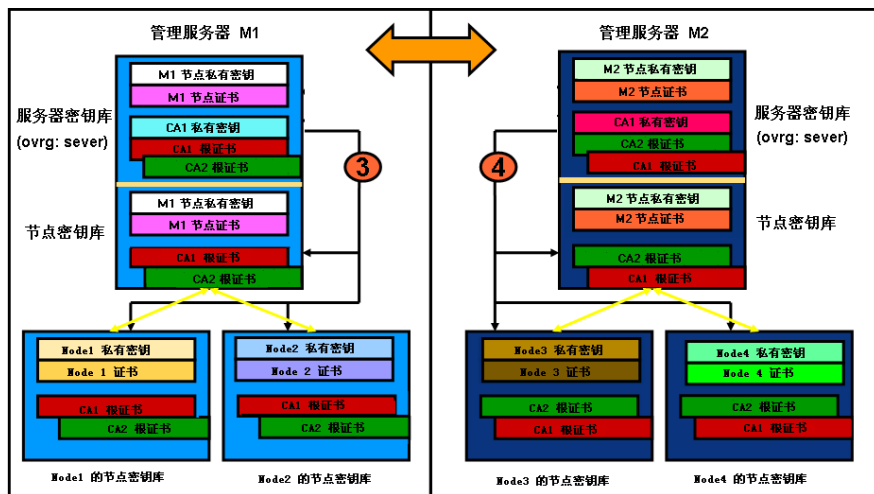 管理服务器 M1
M1 节点私有密钥
M1 节点证书
服务器密钥库
(ovrg: sever)
CA1 私有密钥
CA1 根证书
CA2 根证书
3
M1 节点私有密钥
M1 节点证书
节点密钥库
CA1 根证书
CA2 根证书
Node1 私有密钥
Node 1 证书
CA1 根证书
CA2 根证书
Node1 的节点密钥库
Node2 私有密钥
Node 2 证书
CA1 根证书
CA2 根证书
Node2 的节点密钥库
管理服务器 M2
M2 节点私有密钥
M2 节点证书
服务器密钥库
(ovrg: sever)
CA1 私有密钥
CA2 根证书
CA1 根证书
4
M2 节点私有密钥
M2 节点证书
节点密钥库
CA2 根证书
CA1 根证书
Node3 私有密钥
Node 3 证书
CA2 根证书
CA1 根证书
Node3 的节点密钥库
Node4 私有密钥
Node 4 证书
CA2 根证书
CA1 根证书
Node4 的节点密钥库